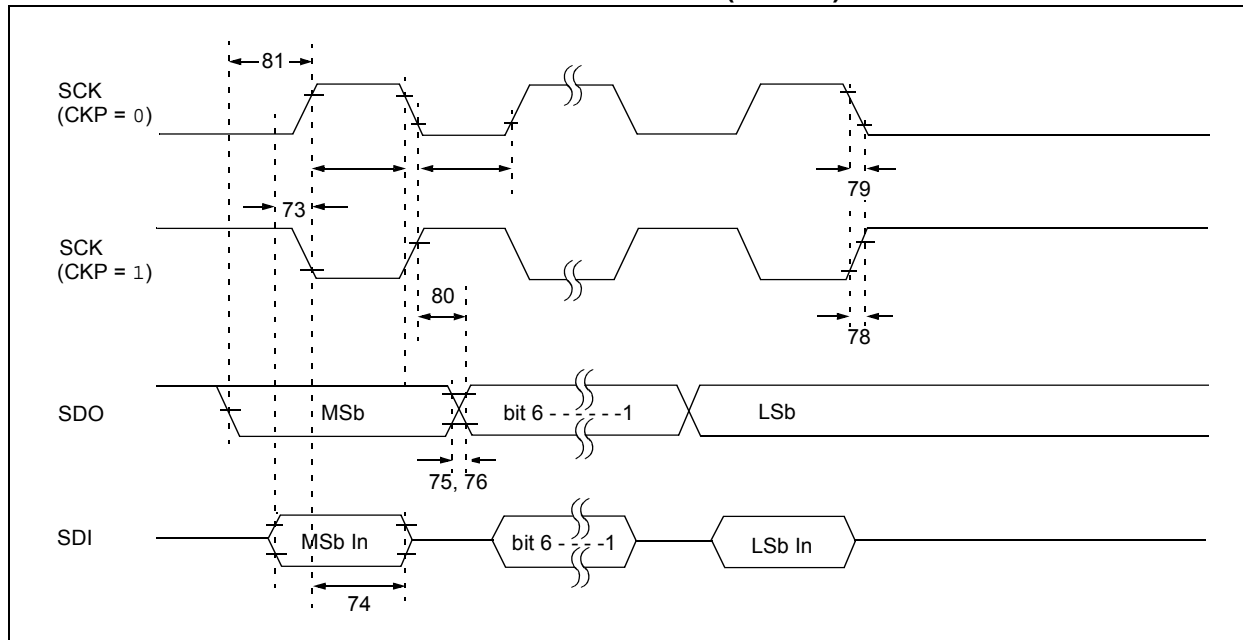 81
SCK
(CKP = 0)
79
73
SCK
(CKP = 1)
80
78
SDO
MSb
bit 6 - - - - - -1
LSb
75, 76
SDI
MSb In
bit 6 - - - - -1
LSb In
74